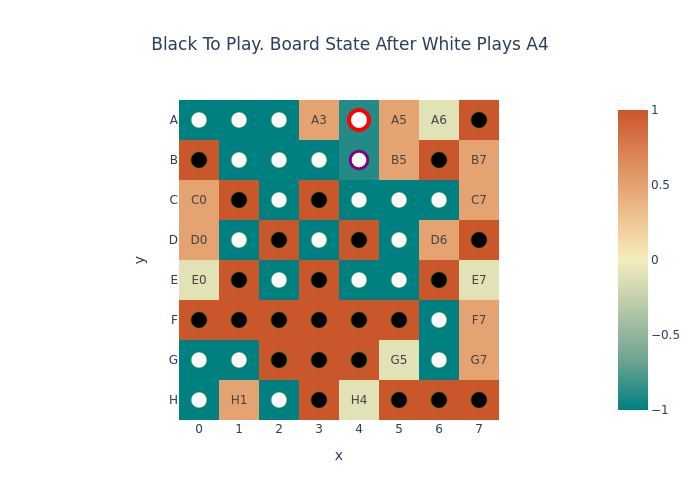 Black To Play. Board State After White Plays A4
A A3 A5 A6 1
B B5 B7
C C0 C7 0.5
D D0 D6
y E E0 E7 0
F F7 −0.5
G G5 G7
H H1 H4 −1
0 1 2 3 4 5 6 7
x